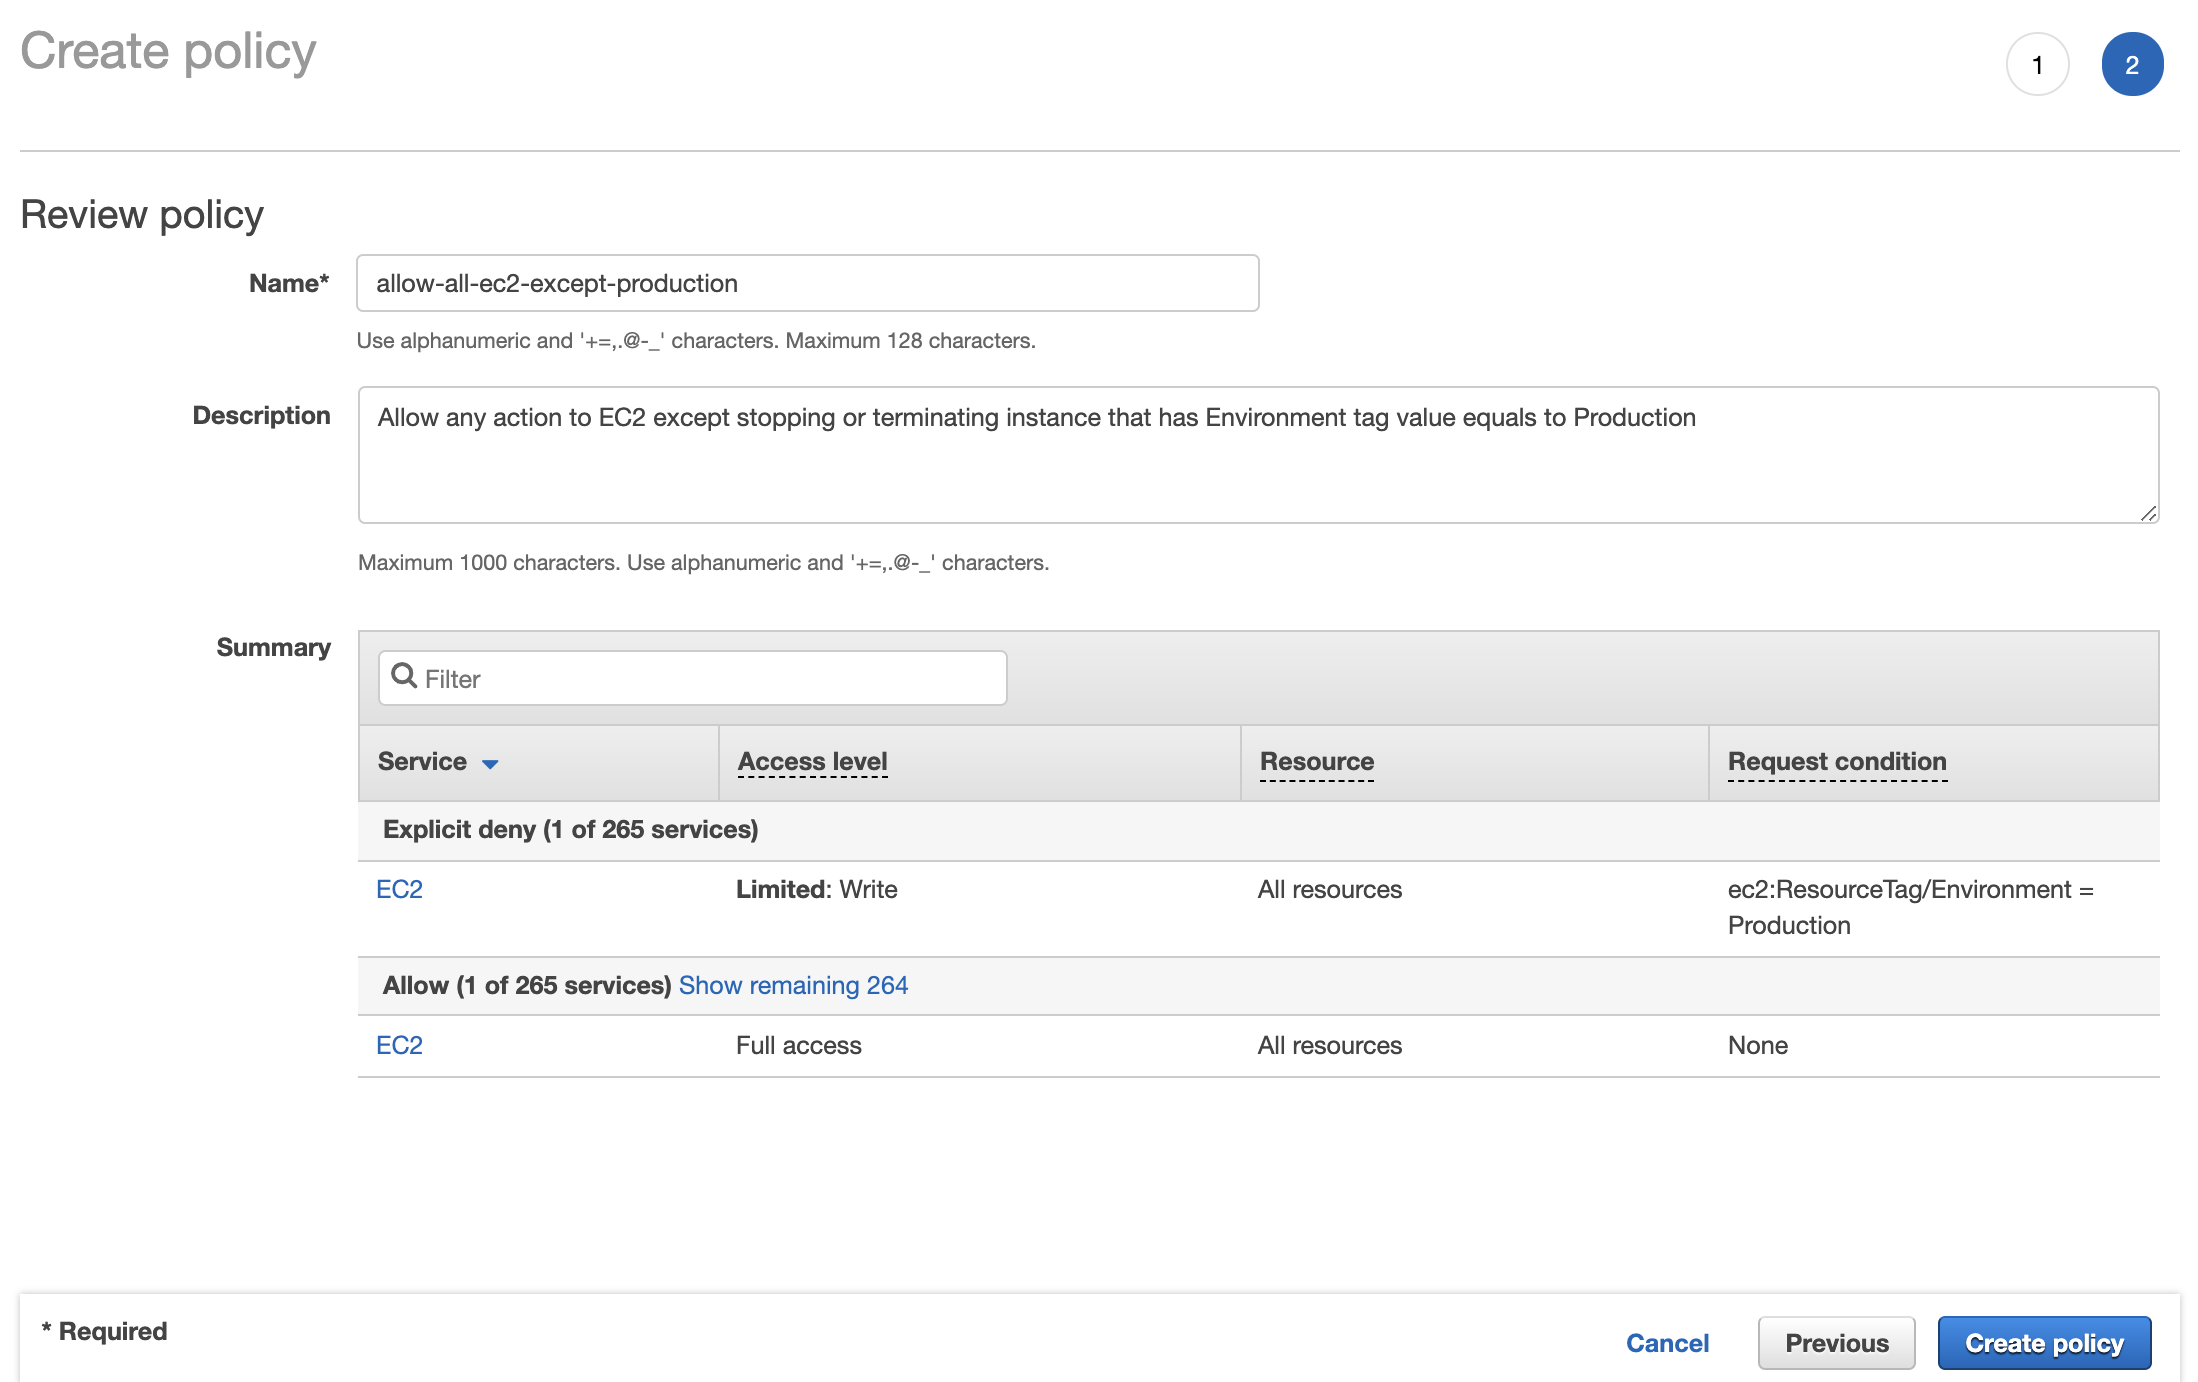 Create policy
1
2
Review policy
Name*
allow-all-ec2-except-production
Use alphanumeric and '+=,.@-_' characters. Maximum 128 characters.
Description
Allow any action to EC2 except stopping or terminating instance that has Environment tag value equals to Production
Maximum 1000 characters. Use alphanumeric and '+=,.@-_' characters.
Summary
Filter
Service Access level Resource Request condition
Explicit deny (1 of 265 services)
EC2 Limited: Write All resources ec2:ResourceTag/Environment =
Production
Allow (1 of 265 services) Show remaining 264
EC2 Full access All resources None
* Required
Cancel Previous Create policy